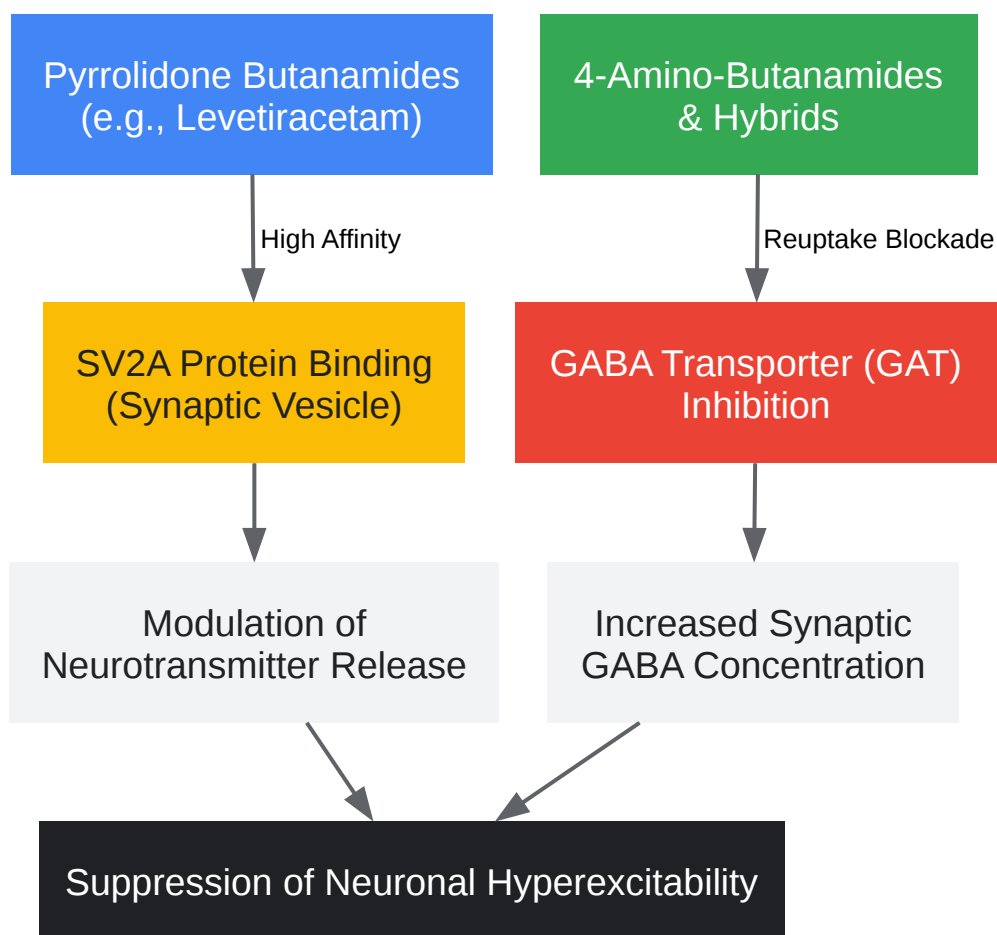 Pyrrolidone Butanamides
(e.g., Levetiracetam)
4-Amino-Butanamides
& Hybrids
High Affinity
Reuptake Blockade
SV2A Protein Binding
(Synaptic Vesicle)
GABA Transporter (GAT)
Inhibition
Modulation of
Neurotransmitter Release
Increased Synaptic
GABA Concentration
Suppression of Neuronal Hyperexcitability